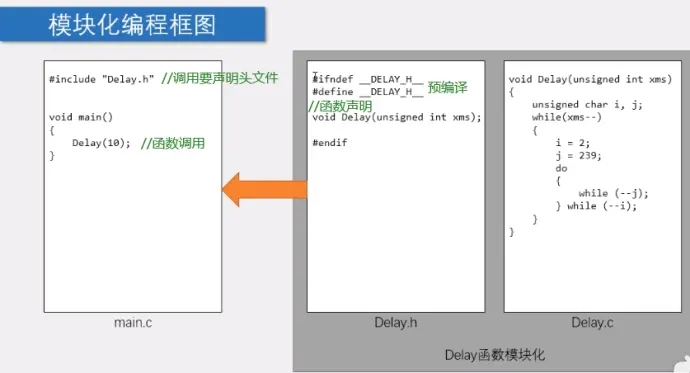 模块化编程框图
#include "Delay.h" //调用要声明头文件
void main()
{
Delay(10); //函数调用
}
main.c
#ifndef __DELAY_H__
#define __DELAY_H__ 预编译
//函数声明
void Delay(unsigned int xms);
#endif
Delay.h
void Delay(unsigned int xms)
{
unsigned char i, j;
while(xms--)
{
i = 2;
j = 239;
do
{
while (--j);
} while (--i);
}
}
Delay.c
Delay函数模块化